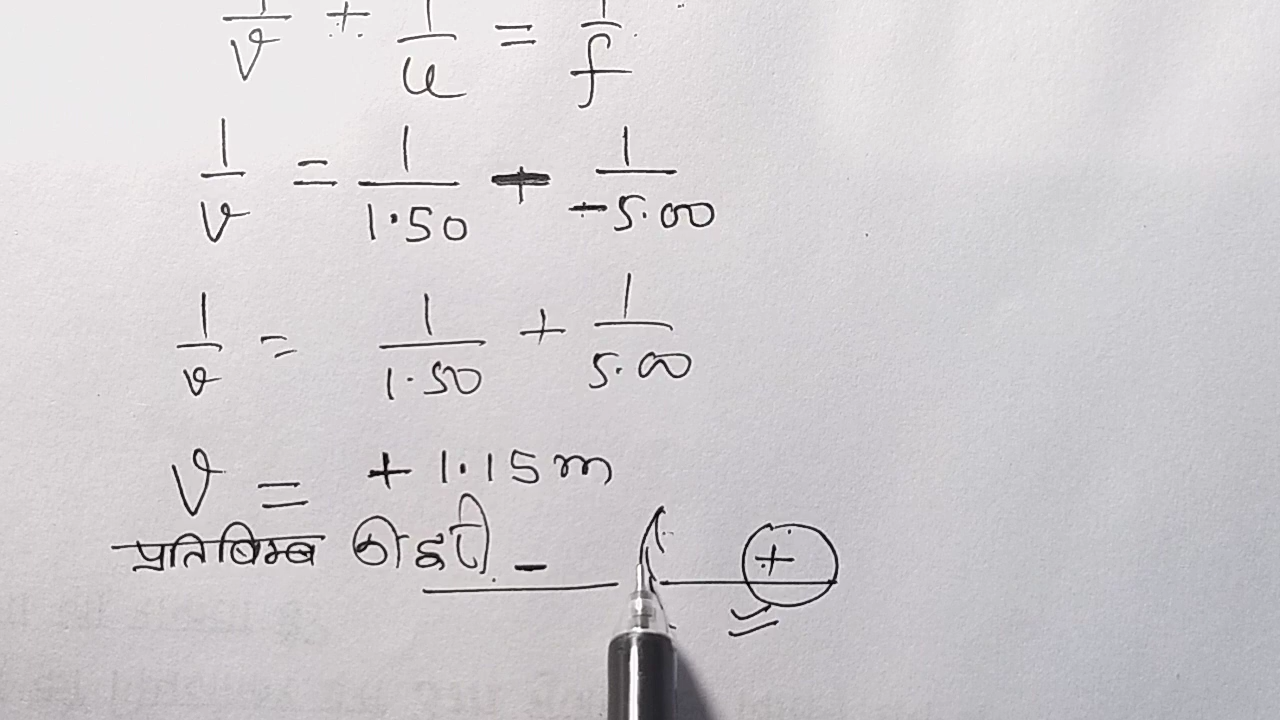 1/v + 1/u = 1/f
1/v = 1/1.50 - 1/-5.00
1/v = 1/1.50 + 1/5.00
v = + 1.15m
प्रतिबिम्ब की दूरी - +